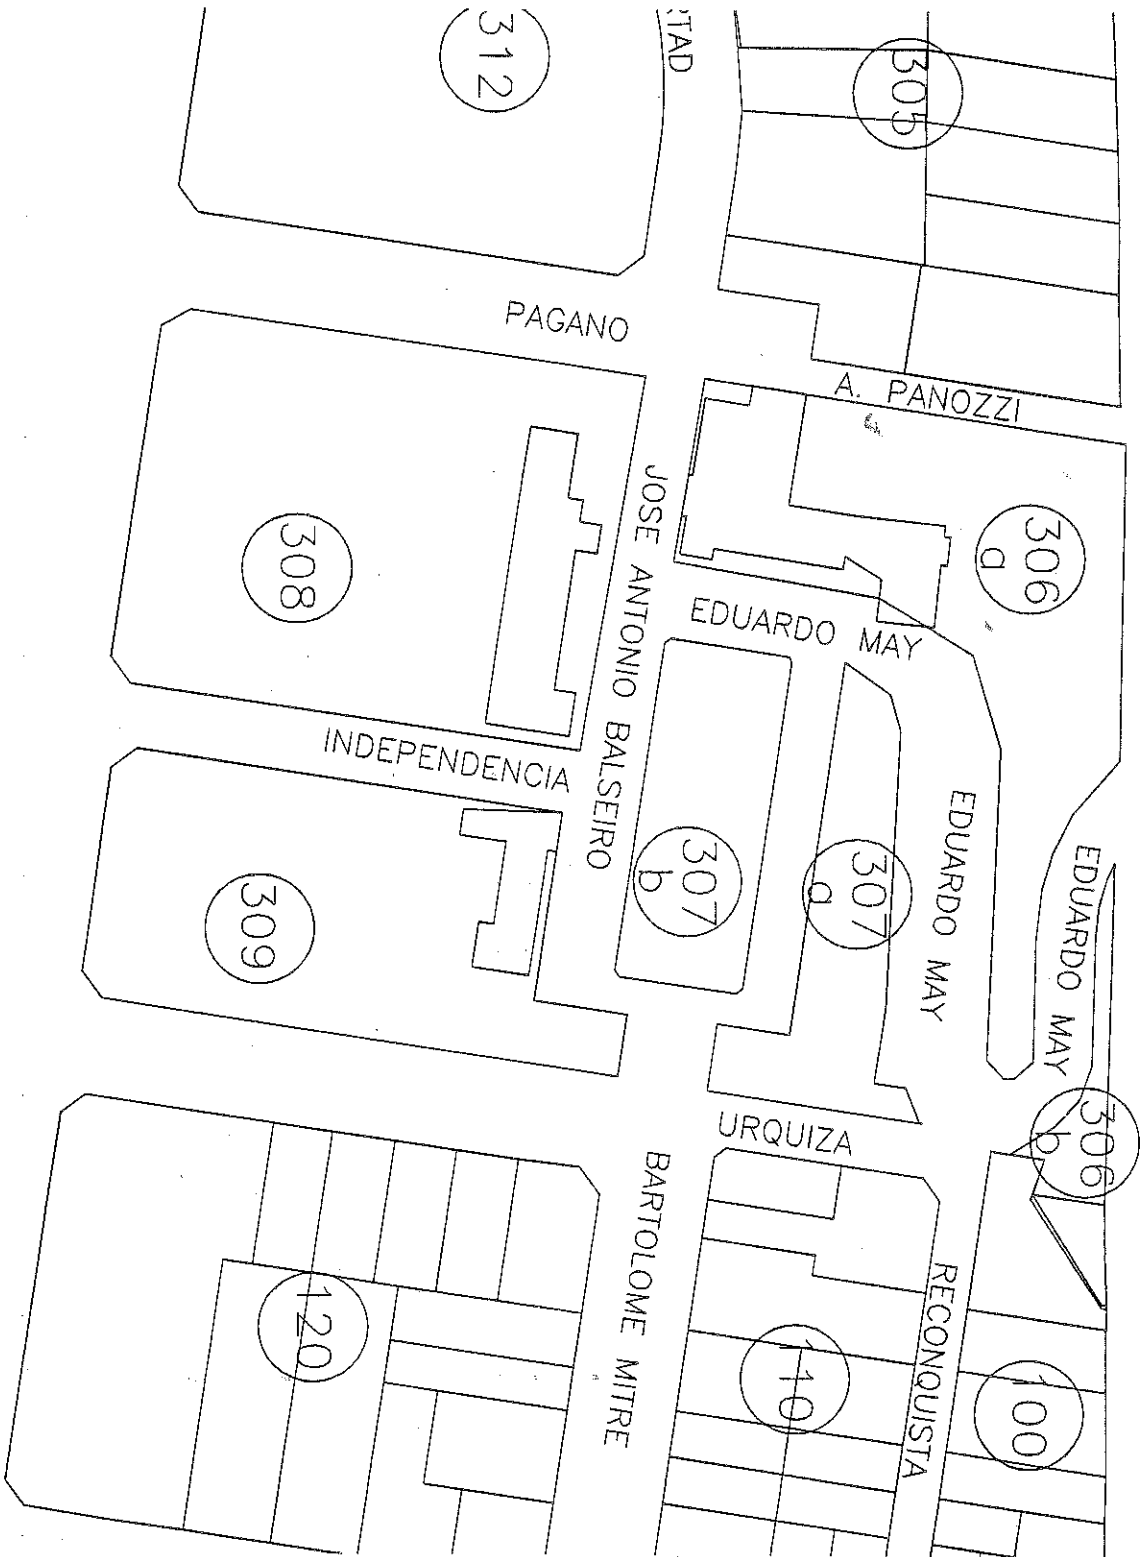 312
RTAD
305
PAGANO
A. PANOZZI
306
a
JOSE ANTONIO BALSEIRO
308
EDUARDO MAY
INDEPENDENCIA
307
b
307
a
EDUARDO MAY
EDUARDO MAY
309
306
b
URQUIZA
BARTOLOME MITRE
RECONQUISTA
120
110
100